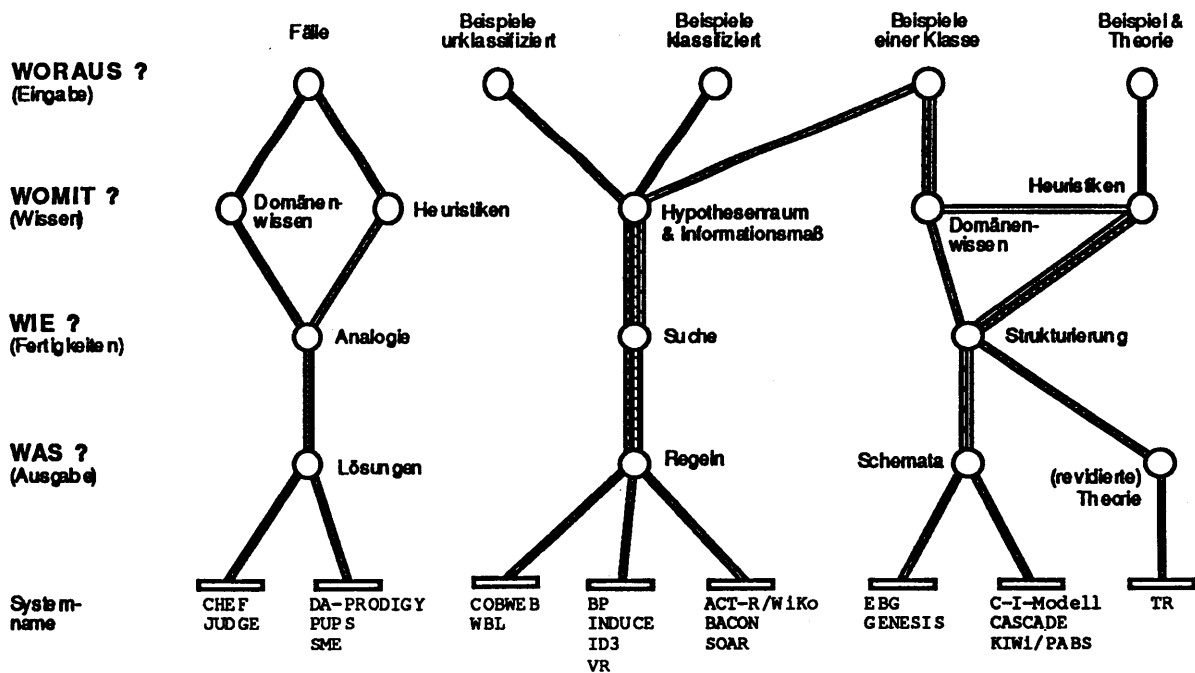 Fälle
Beispiele
urklassifiziert
Beispiele
klassifiziert
Beispiele
einer Klasse
Beispiel &
Theorie
WORAUS ?
(Eingabe)
WOMIT ?
(Wissen)
Domänen-
wissen
Heuristiken
Hypothesenraum
& Informationsmaß
Domänen-
wissen
Heuristiken
WIE ?
(Fertigkeiten)
Analogie
Suche
Strukturierung
WAS ?
(Ausgabe)
Lösungen
Regeln
Schemata
(revidierte)
Theorie
System-
name
CHEF
JUDGE
DA-PRODIGY
PUPS
SME
COBWEB
WBL
BP
INDUCE
ID3
VR
ACT-R/WiKo
BACON
SOAR
EBG
GENESIS
C-I-Modell
CASCADE
KIWi/PABS
TR